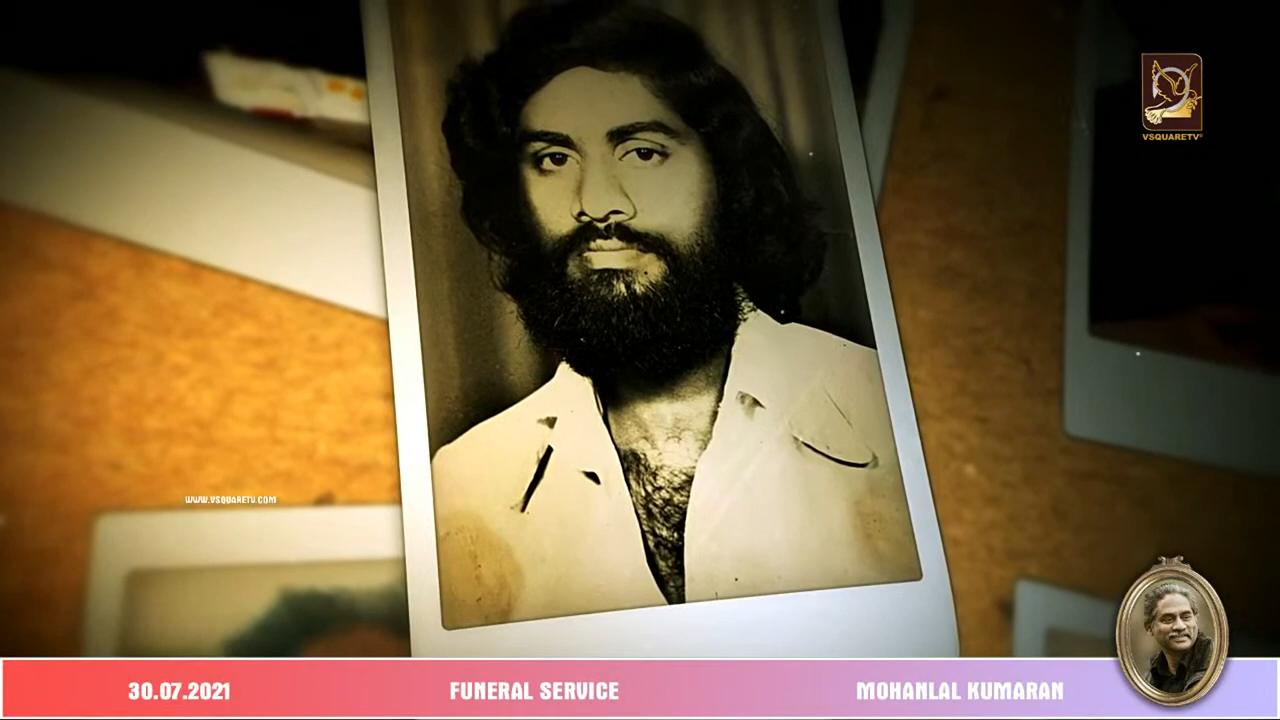 VSQUARETV
WWW.VSQUARETV.COM
30.07.2021 FUNERAL SERVICE MOHANLAL KUMARAN